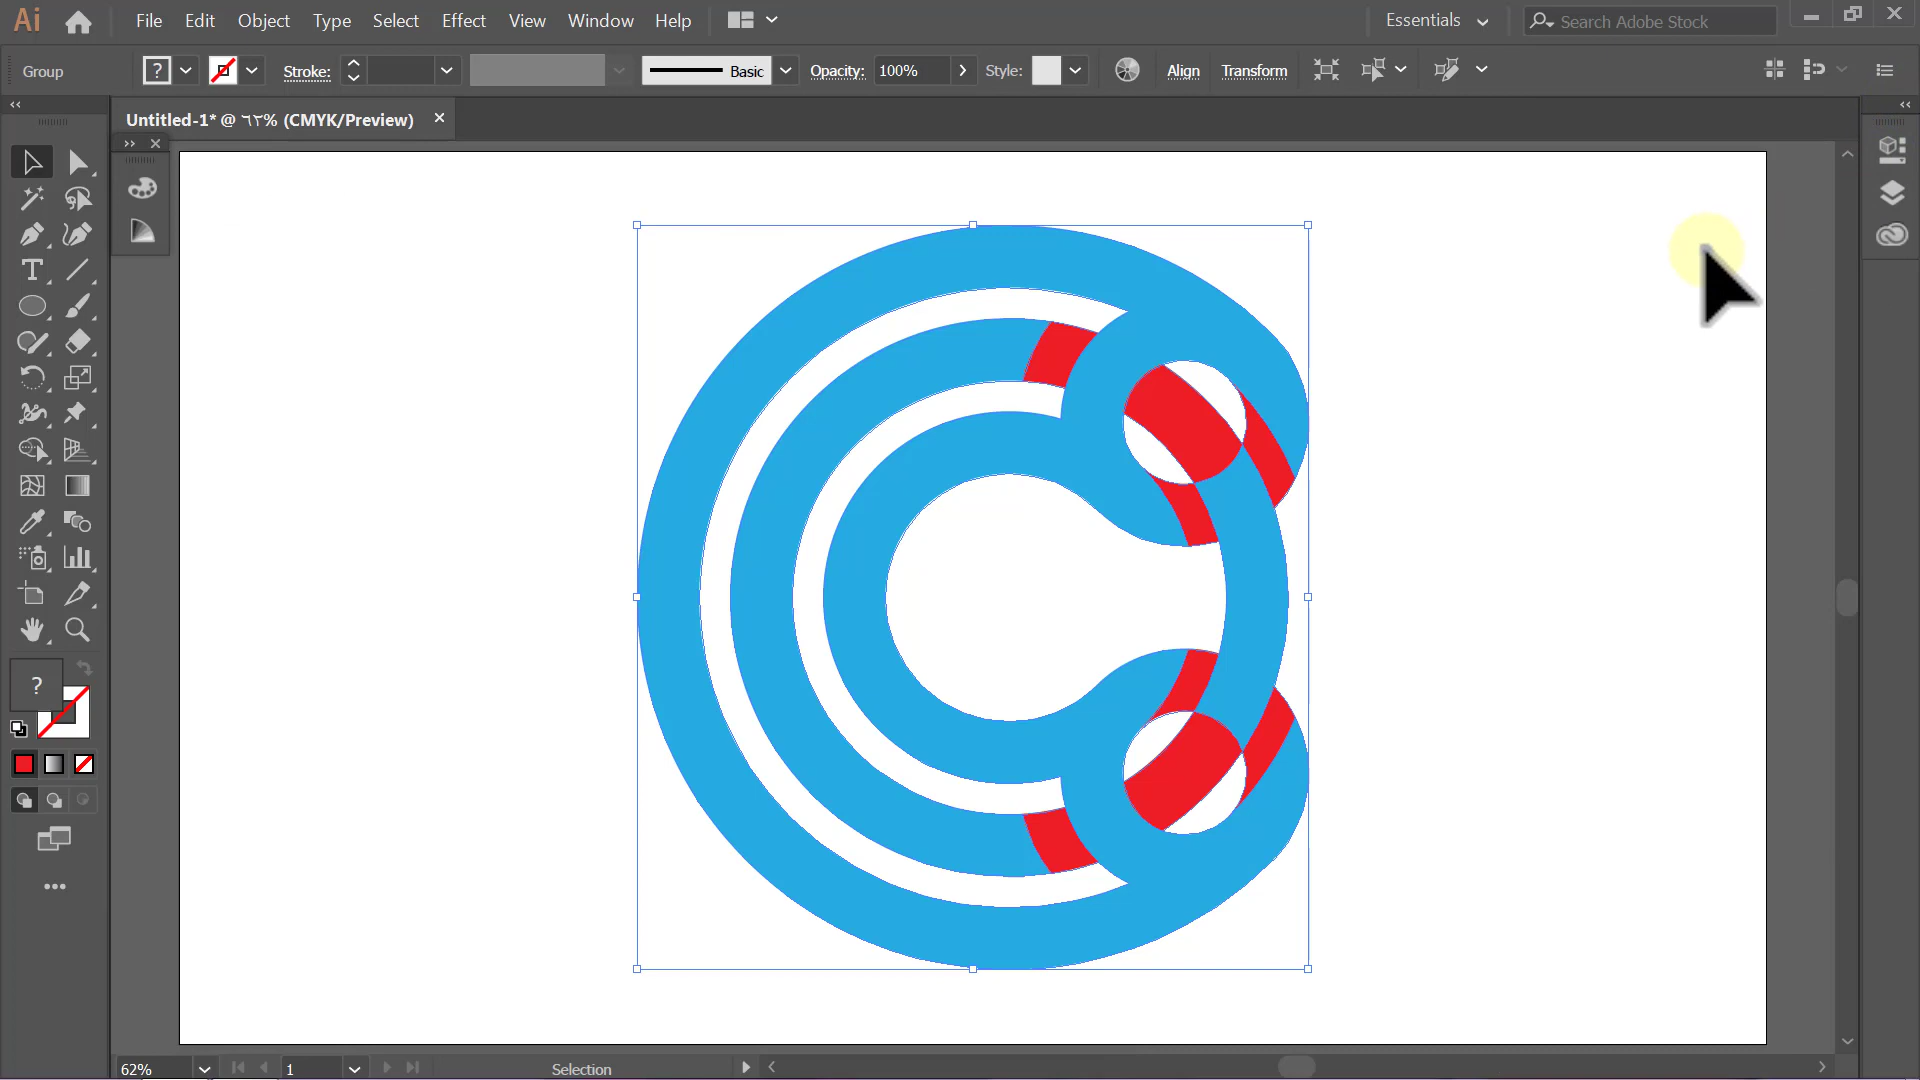 Ai File Edit Object Type Select Effect View Window Help Essentials Search Adobe Stock
Group ? Stroke: Basic Opacity: 100% Style: Align Transform
Untitled-1* @ ٦٢% (CMYK/Preview)
?
62% 1 Selection